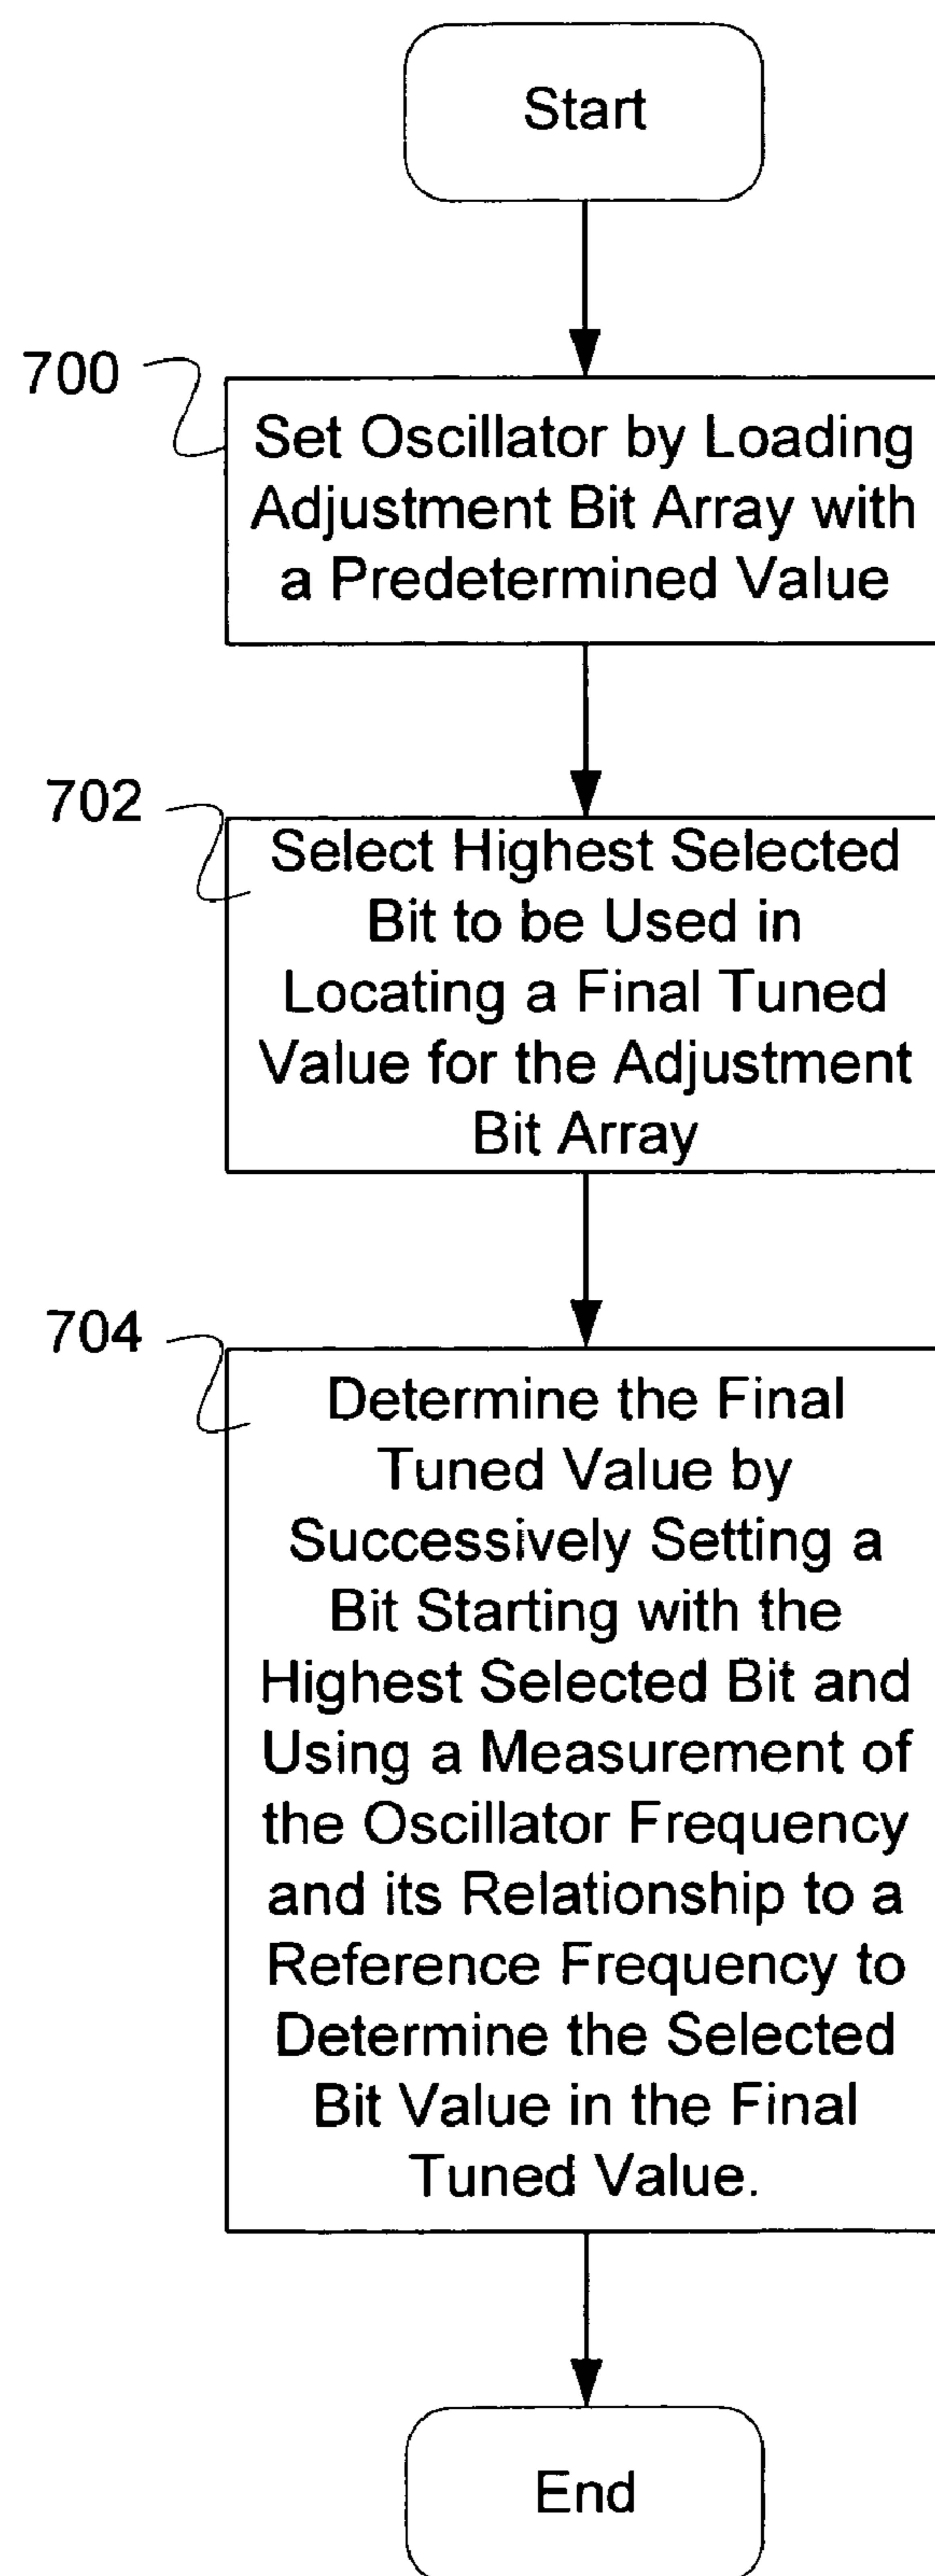 Start
700
Set Oscillator by Loading
Adjustment Bit Array with
a Predetermined Value
702
Select Highest Selected
Bit to be Used in
Locating a Final Tuned
Value for the Adjustment
Bit Array
704
Determine the Final
Tuned Value by
Successively Setting a
Bit Starting with the
Highest Selected Bit and
Using a Measurement of
the Oscillator Frequency
and its Relationship to a
Reference Frequency to
Determine the Selected
Bit Value in the Final
Tuned Value.
End